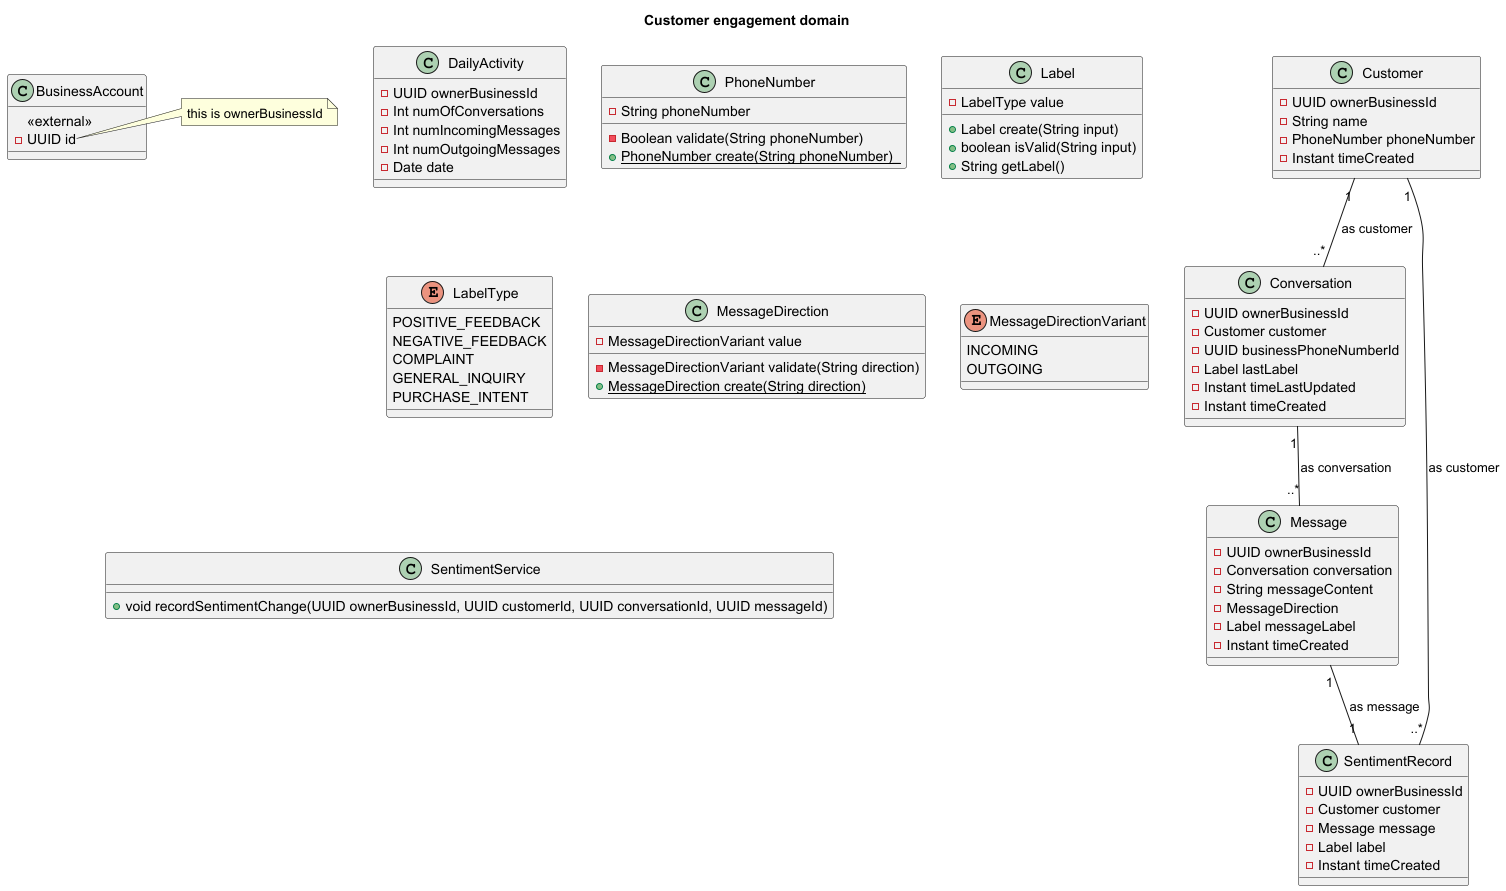 Customer engagement domain
BusinessAccount
«external»
UUID id
this is ownerBusinessId
DailyActivity
UUID ownerBusinessId
Int numOfConversations
Int numIncomingMessages
Int numOutgoingMessages
Date date
PhoneNumber
String phoneNumber
Boolean validate(String phoneNumber)
PhoneNumber create(String phoneNumber)
Label
LabelType value
Label create(String input)
boolean isValid(String input)
String getLabel()
Customer
UUID ownerBusinessId
String name
PhoneNumber phoneNumber
Instant timeCreated
1
1
as customer
..*
LabelType
POSITIVE_FEEDBACK
NEGATIVE_FEEDBACK
COMPLAINT
GENERAL_INQUIRY
PURCHASE_INTENT
MessageDirection
MessageDirectionVariant value
MessageDirectionVariant validate(String direction)
MessageDirection create(String direction)
MessageDirectionVariant
INCOMING
OUTGOING
Conversation
UUID ownerBusinessId
Customer customer
UUID businessPhoneNumberId
Label lastLabel
Instant timeLastUpdated
Instant timeCreated
1
as conversation
as customer
..*
SentimentService
void recordSentimentChange(UUID ownerBusinessId, UUID customerId, UUID conversationId, UUID messageId)
Message
UUID ownerBusinessId
Conversation conversation
String messageContent
MessageDirection
Label messageLabel
Instant timeCreated
1
as message
1
..*
SentimentRecord
UUID ownerBusinessId
Customer customer
Message message
Label label
Instant timeCreated